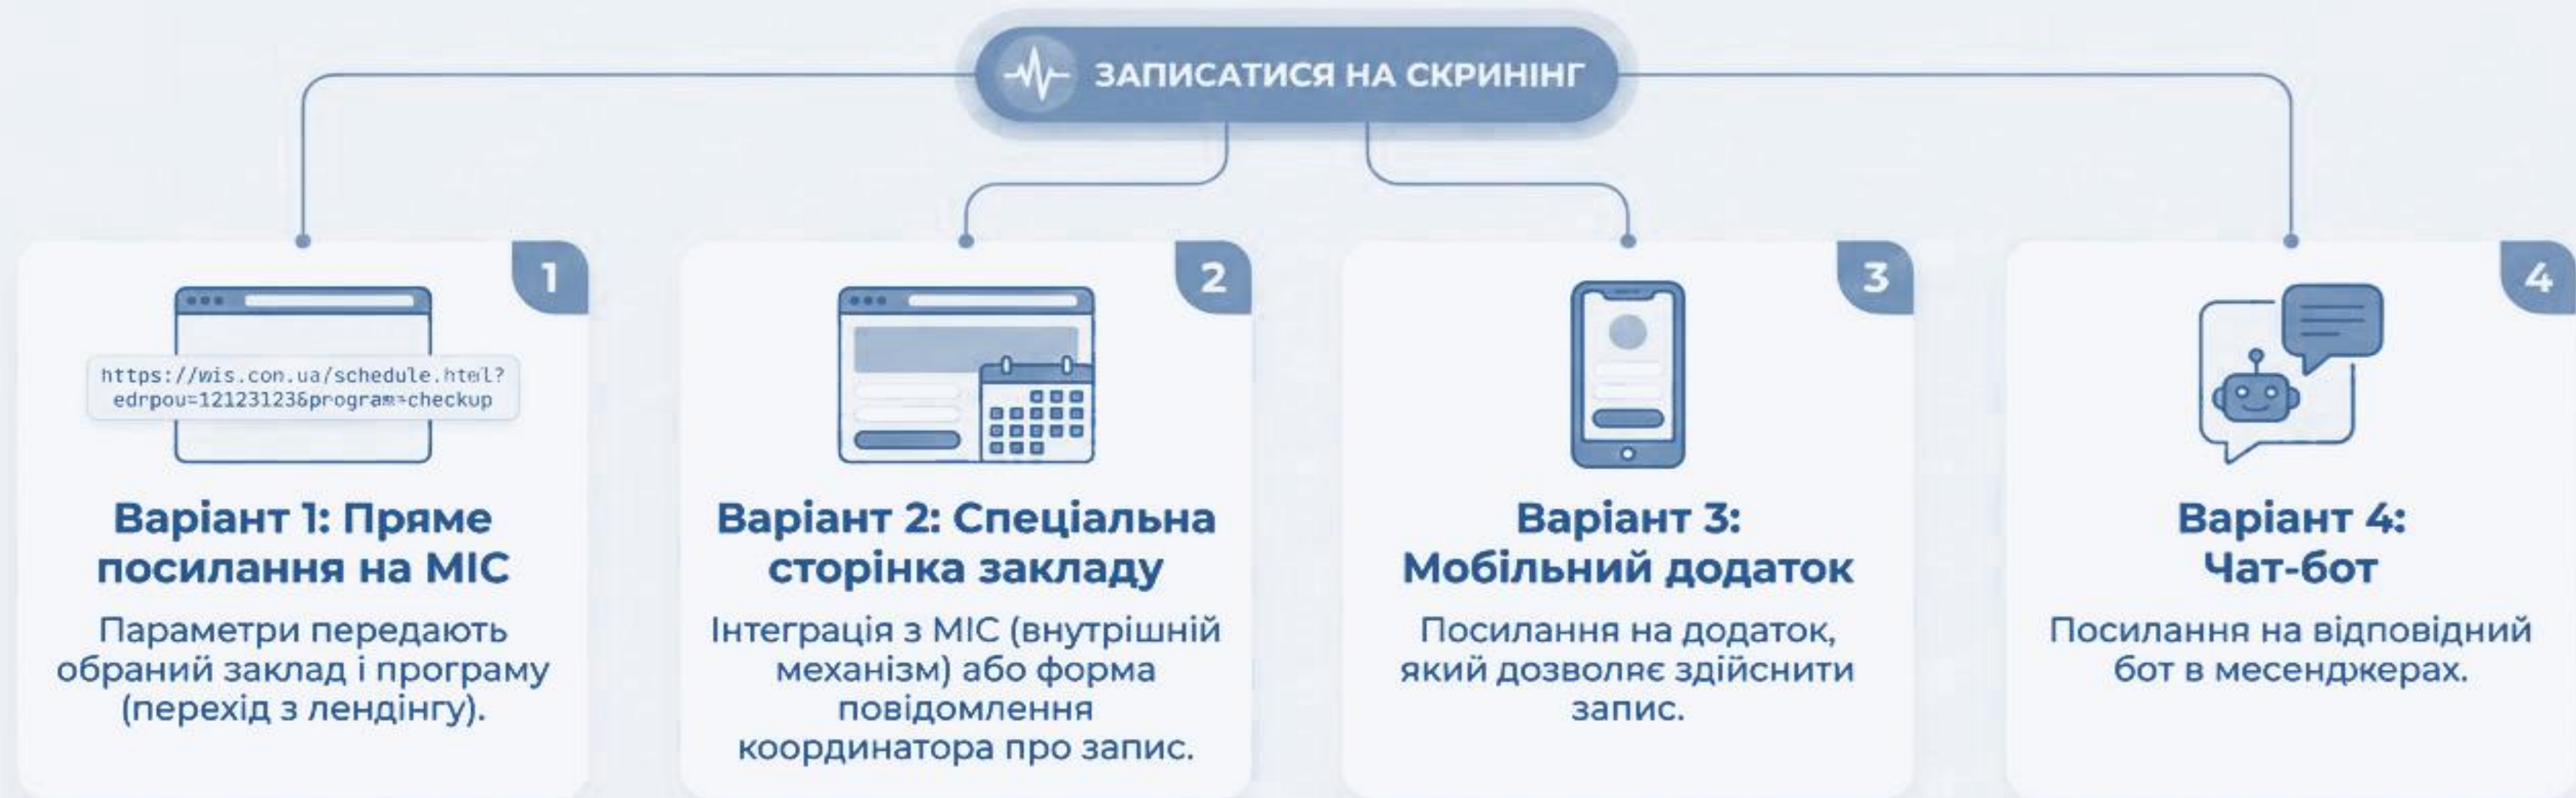 ЗАПИСАТИСЯ НА СКРИНІНГ
1
https://wis.con.ua/schedule.html?
edrpou=12123123&program=checkup
Варіант 1: Пряме
посилання на МІС
Параметри передають
обраний заклад і програму
(перехід з лендінгу).
2
Варіант 2: Спеціальна
сторінка закладу
Інтеграція з МІС (внутрішній
механізм) або форма
повідомлення
координатора про запис.
3
Варіант 3:
Мобільний додаток
Посилання на додаток,
який дозволяє здійснити
запис.
4
Варіант 4:
Чат-бот
Посилання на відповідний
бот в месенджерах.